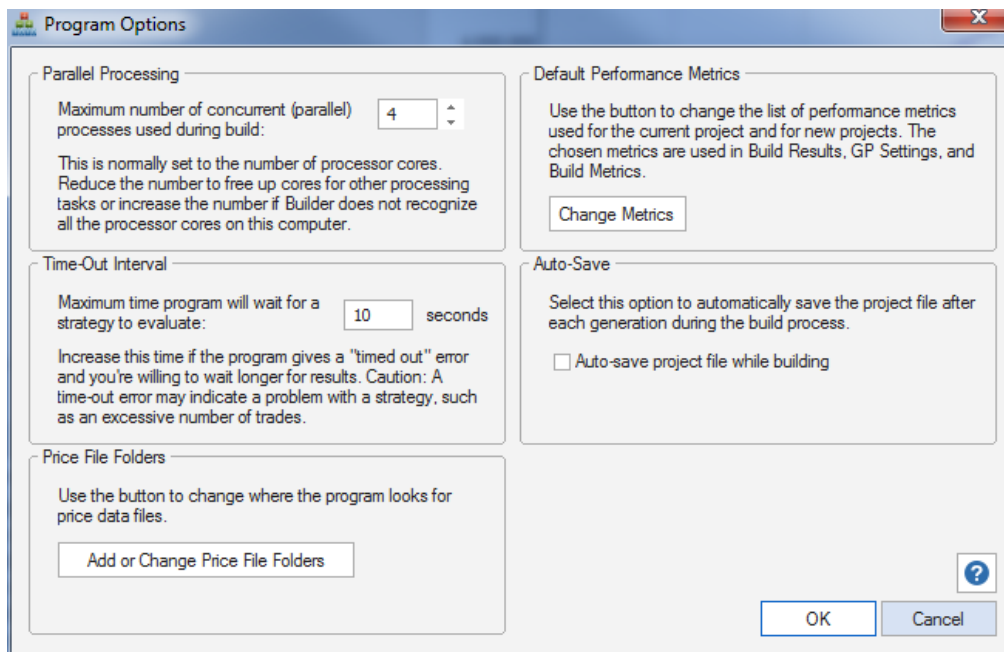 Program Options
Parallel Processing
Maximum number of concurrent (parallel)
processes used during build:
4
This is normally set to the number of processor cores.
Reduce the number to free up cores for other processing
tasks or increase the number if Builder does not recognize
all the processor cores on this computer.
Time-Out Interval
Maximum time program will wait for a
strategy to evaluate:
10 seconds
Increase this time if the program gives a "timed out" error
and you're willing to wait longer for results. Caution: A
time-out error may indicate a problem with a strategy, such
as an excessive number of trades.
Price File Folders
Use the button to change where the program looks for
price data files.
Add or Change Price File Folders
Default Performance Metrics
Use the button to change the list of performance metrics
used for the current project and for new projects. The
chosen metrics are used in Build Results, GP Settings, and
Build Metrics.
Change Metrics
Auto-Save
Select this option to automatically save the project file after
each generation during the build process.
Auto-save project file while building
?
OK
Cancel